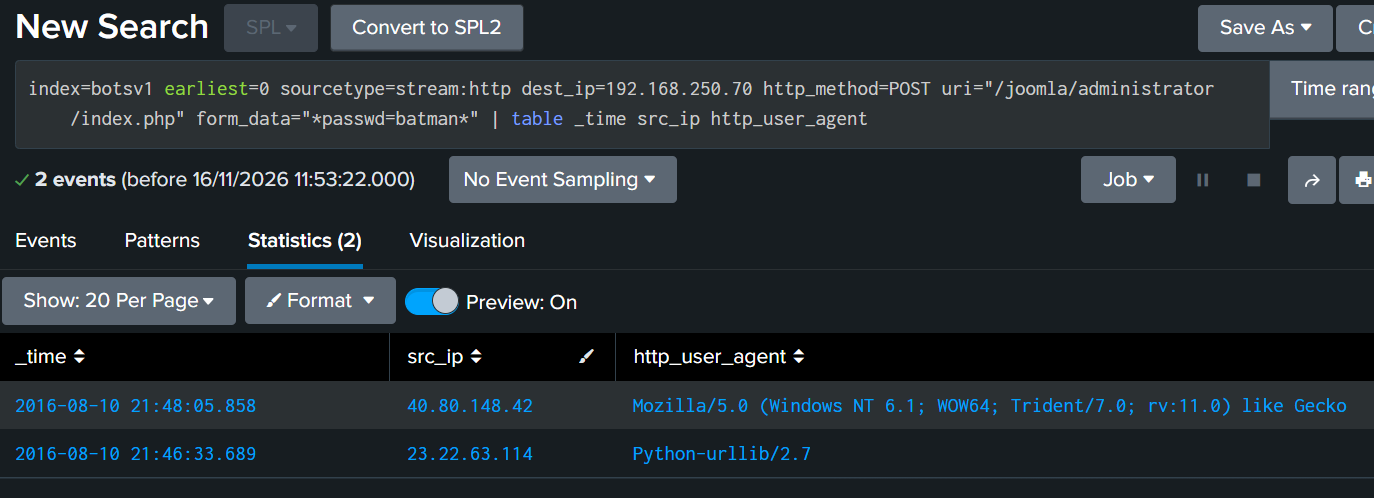 New Search SPL Convert to SPL2 Save As
index=botsv1 earliest=0 sourcetype=stream:http dest_ip=192.168.250.70 http_method=POST uri="/joomla/administrator
/index.php" form_data="*passwd=batman*" | table _time src_ip http_user_agent
Time rang
2 events (before 16/11/2026 11:53:22.000) No Event Sampling Job
Events Patterns Statistics (2) Visualization
Show: 20 Per Page Format Preview: On
_time src_ip http_user_agent
2016-08-10 21:48:05.858 40.80.148.42 Mozilla/5.0 (Windows NT 6.1; WOW64; Trident/7.0; rv:11.0) like Gecko
2016-08-10 21:46:33.689 23.22.63.114 Python-urllib/2.7